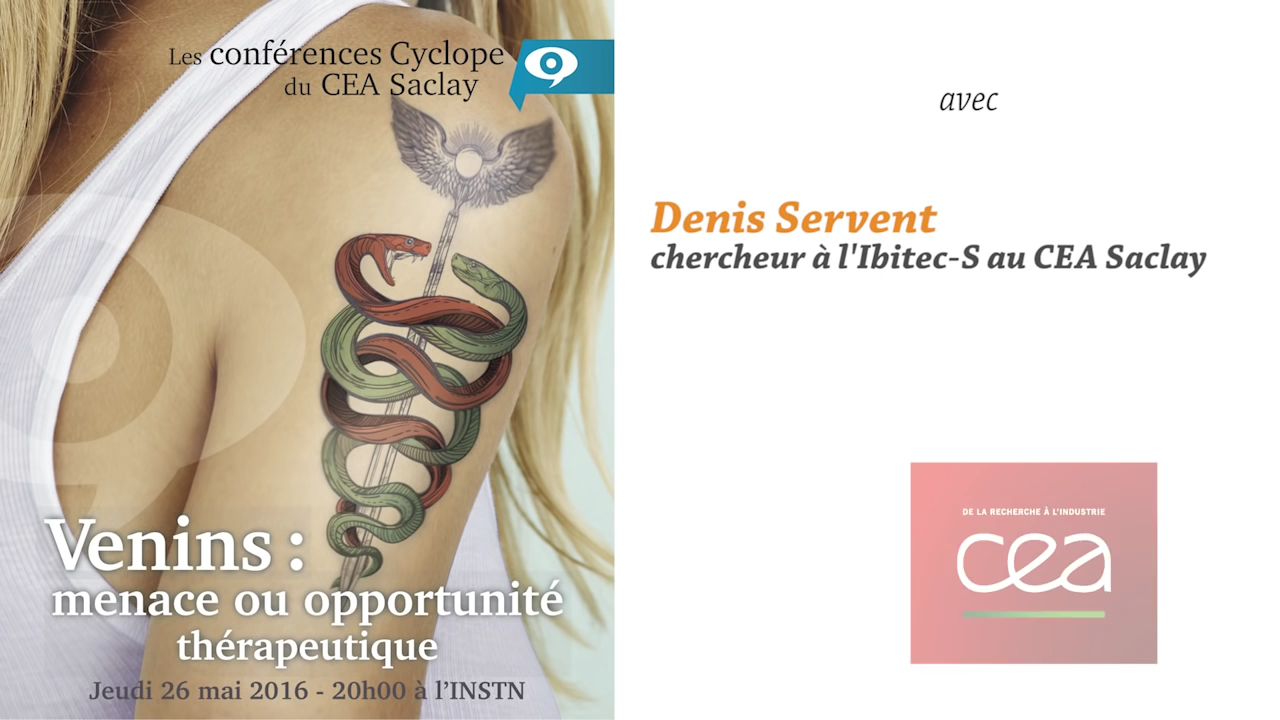 Les conférences Cyclope
du CEA Saclay
Venins :
menace ou opportunité
thérapeutique
Jeudi 26 mai 2016 - 20h00 à l'INSTN
avec
Denis Servent
chercheur à l'Ibitec-S au CEA Saclay
DE LA RECHERCHE À L'INDUSTRIE
cea